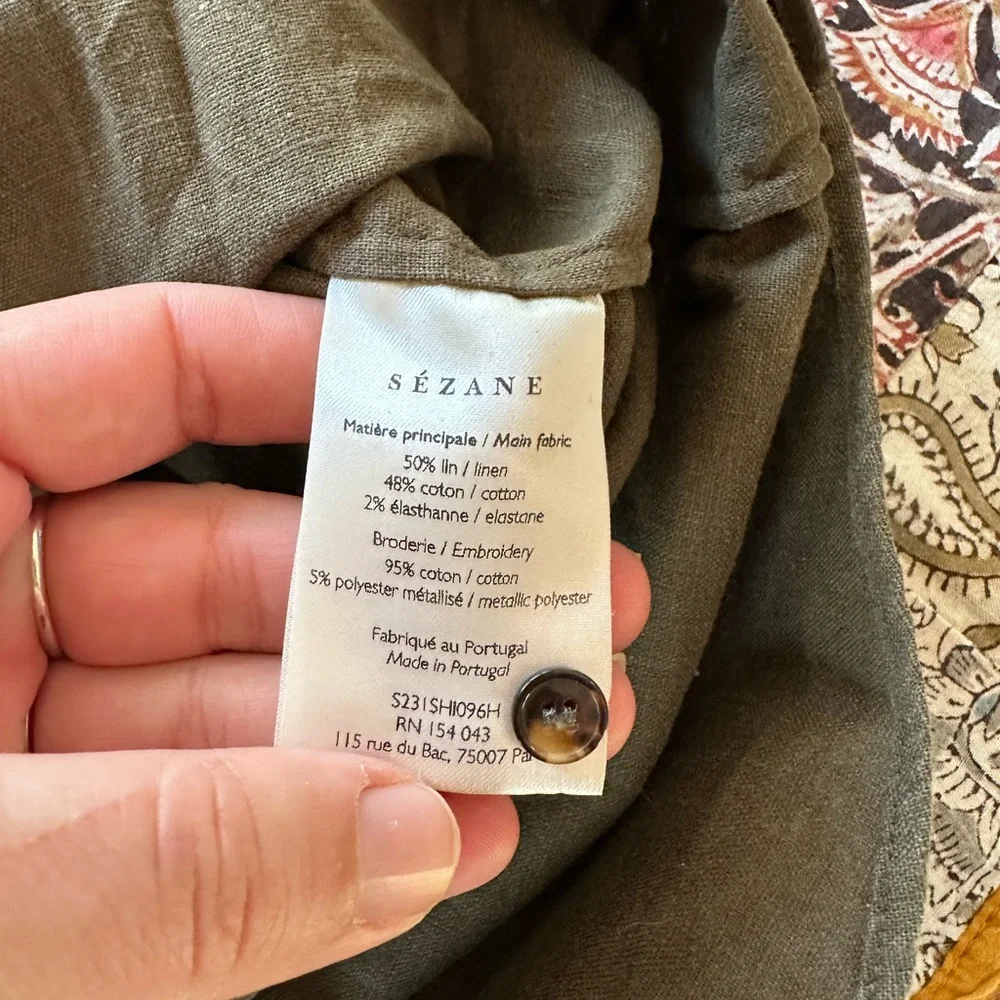 SÉZANE
Matière principale / Main fabric
50% lin / linen
48% coton / cotton
2% élasthanne / elastane
Broderie / Embroidery
95% coton / cotton
5% polyester métallisé / metallic polyester
Fabriqué au Portugal
Made in Portugal
S231SHI096H
RN 154 043
115 rue du Bac, 75007